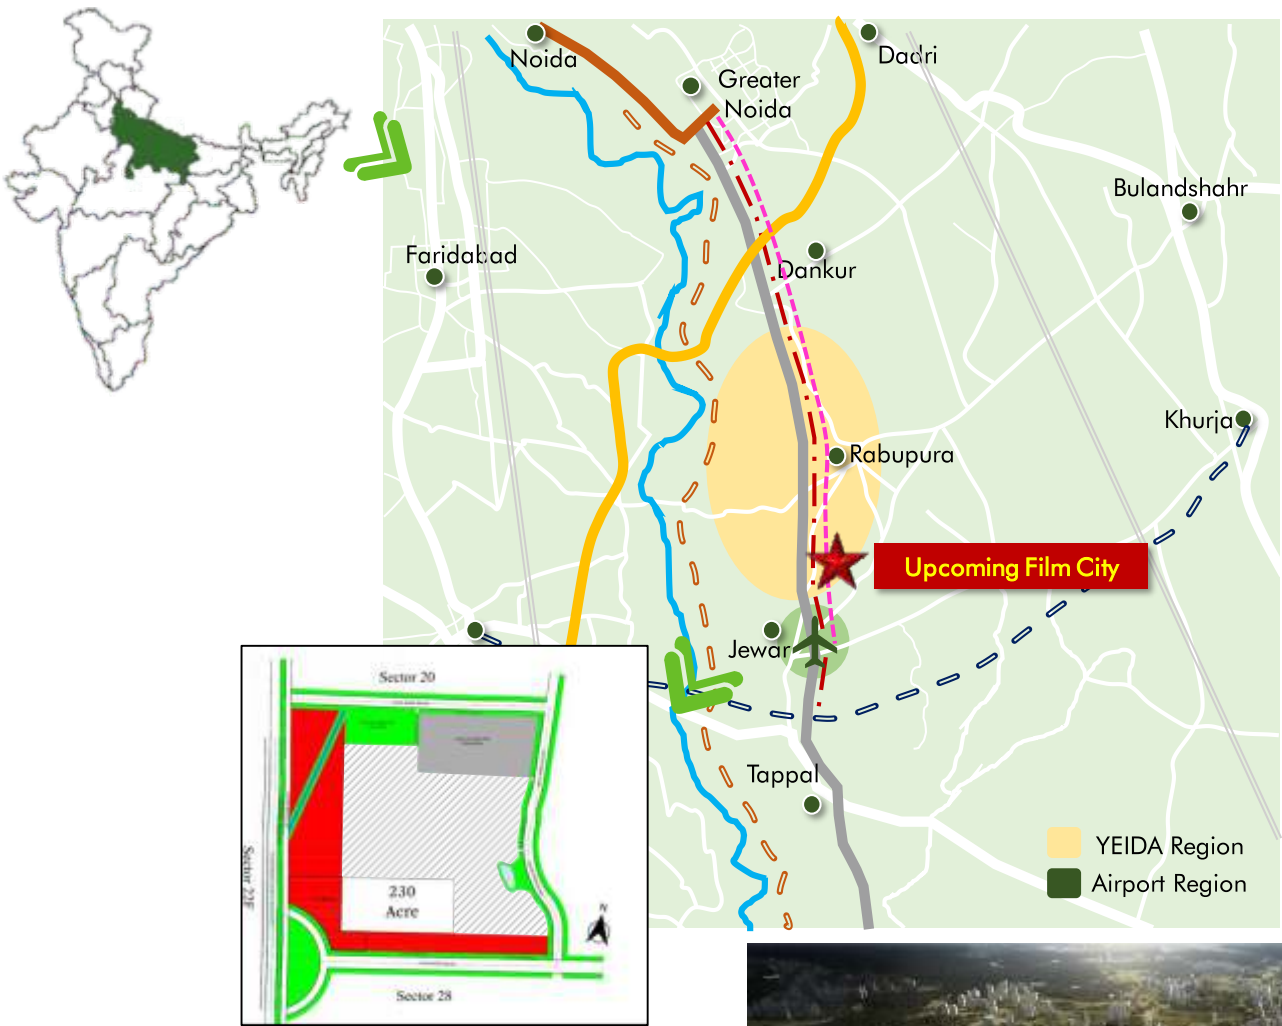 Noida
Dadri
Greater
Noida
Bulandshahr
Faridabad
Dankur
Khurja
Rabupura
Upcoming Film City
Jewar
Sector 20
Tappal
YEIDA Region
Sector 22F
230
Acre
Airport Region
N
Sector 28